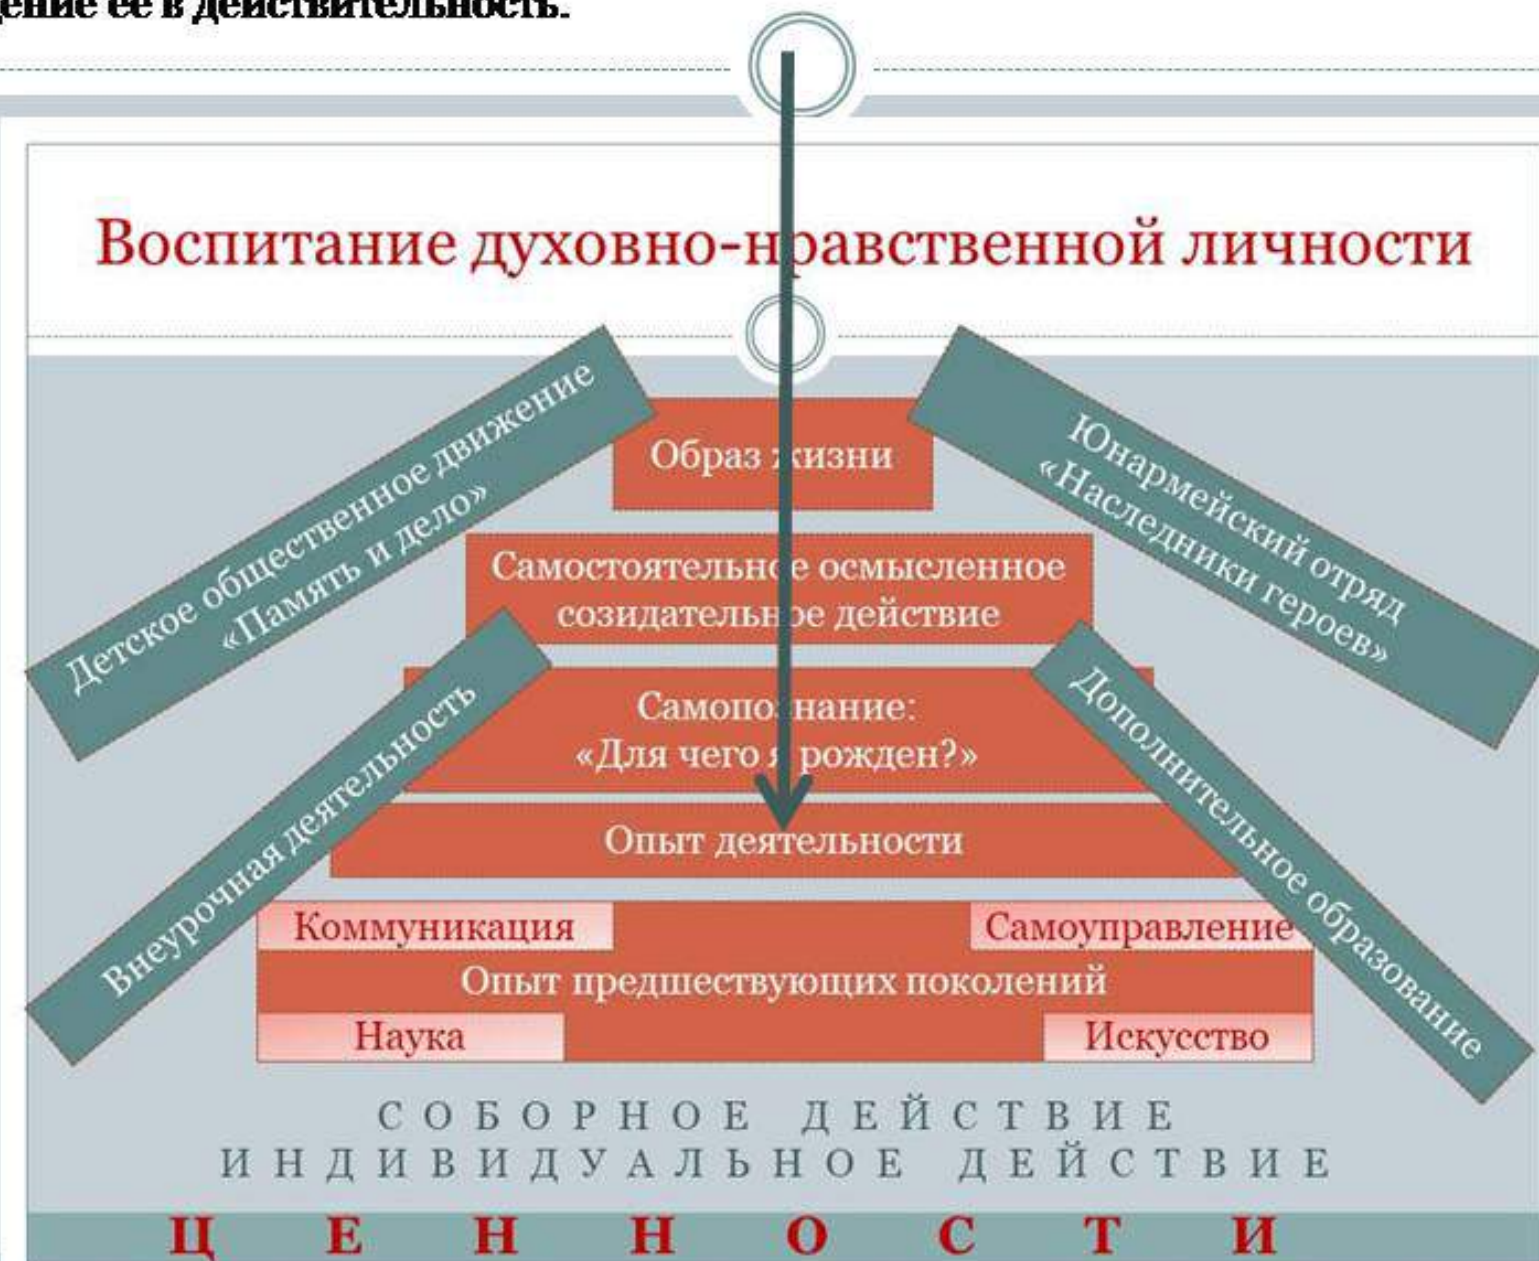 ее в действительность.
Воспитание духовно-нравственной личности
Детское общественное движение
«Память и дело»
Юнармейский отряд
«Наследники героев»
Образ жизни
Самостоятельное осмысленное
созидательное действие
Самопознание:
«Для чего я рожден?»
Внеурочная деятельность
Дополнительное образование
Опыт деятельности
Коммуникация
Самоуправление
Опыт предшествующих поколений
Наука
Искусство
СОБОРНОЕ ДЕЙСТВИЕ
ИНДИВИДУАЛЬНОЕ ДЕЙСТВИЕ
ЦЕННОСТИ